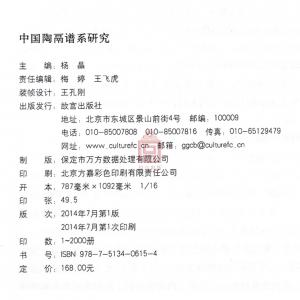 中国陶鬲谱系研究
主　　编：杨　晶
责任编辑：梅　婷　王飞虎
装帧设计：王孔刚
出版发行：故宫出版社
地址：北京市东城区景山前街4号　邮编：100009
电话：010-85007808　010-85007816　传真：010-65129479
网址：www.culturefc.cn　邮箱：ggcb@culturefc.cn
制　　版：保定市万方数据处理有限公司
印　　刷：北京方嘉彩色印刷有限责任公司
开　　本：787毫米×1092毫米　1/16
印　　张：49.5
版　　次：2014年7月第1版
2014年7月第1次印刷
印　　数：1~2000册
书　　号：ISBN 978-7-5134-0615-4
定　　价：168.00元